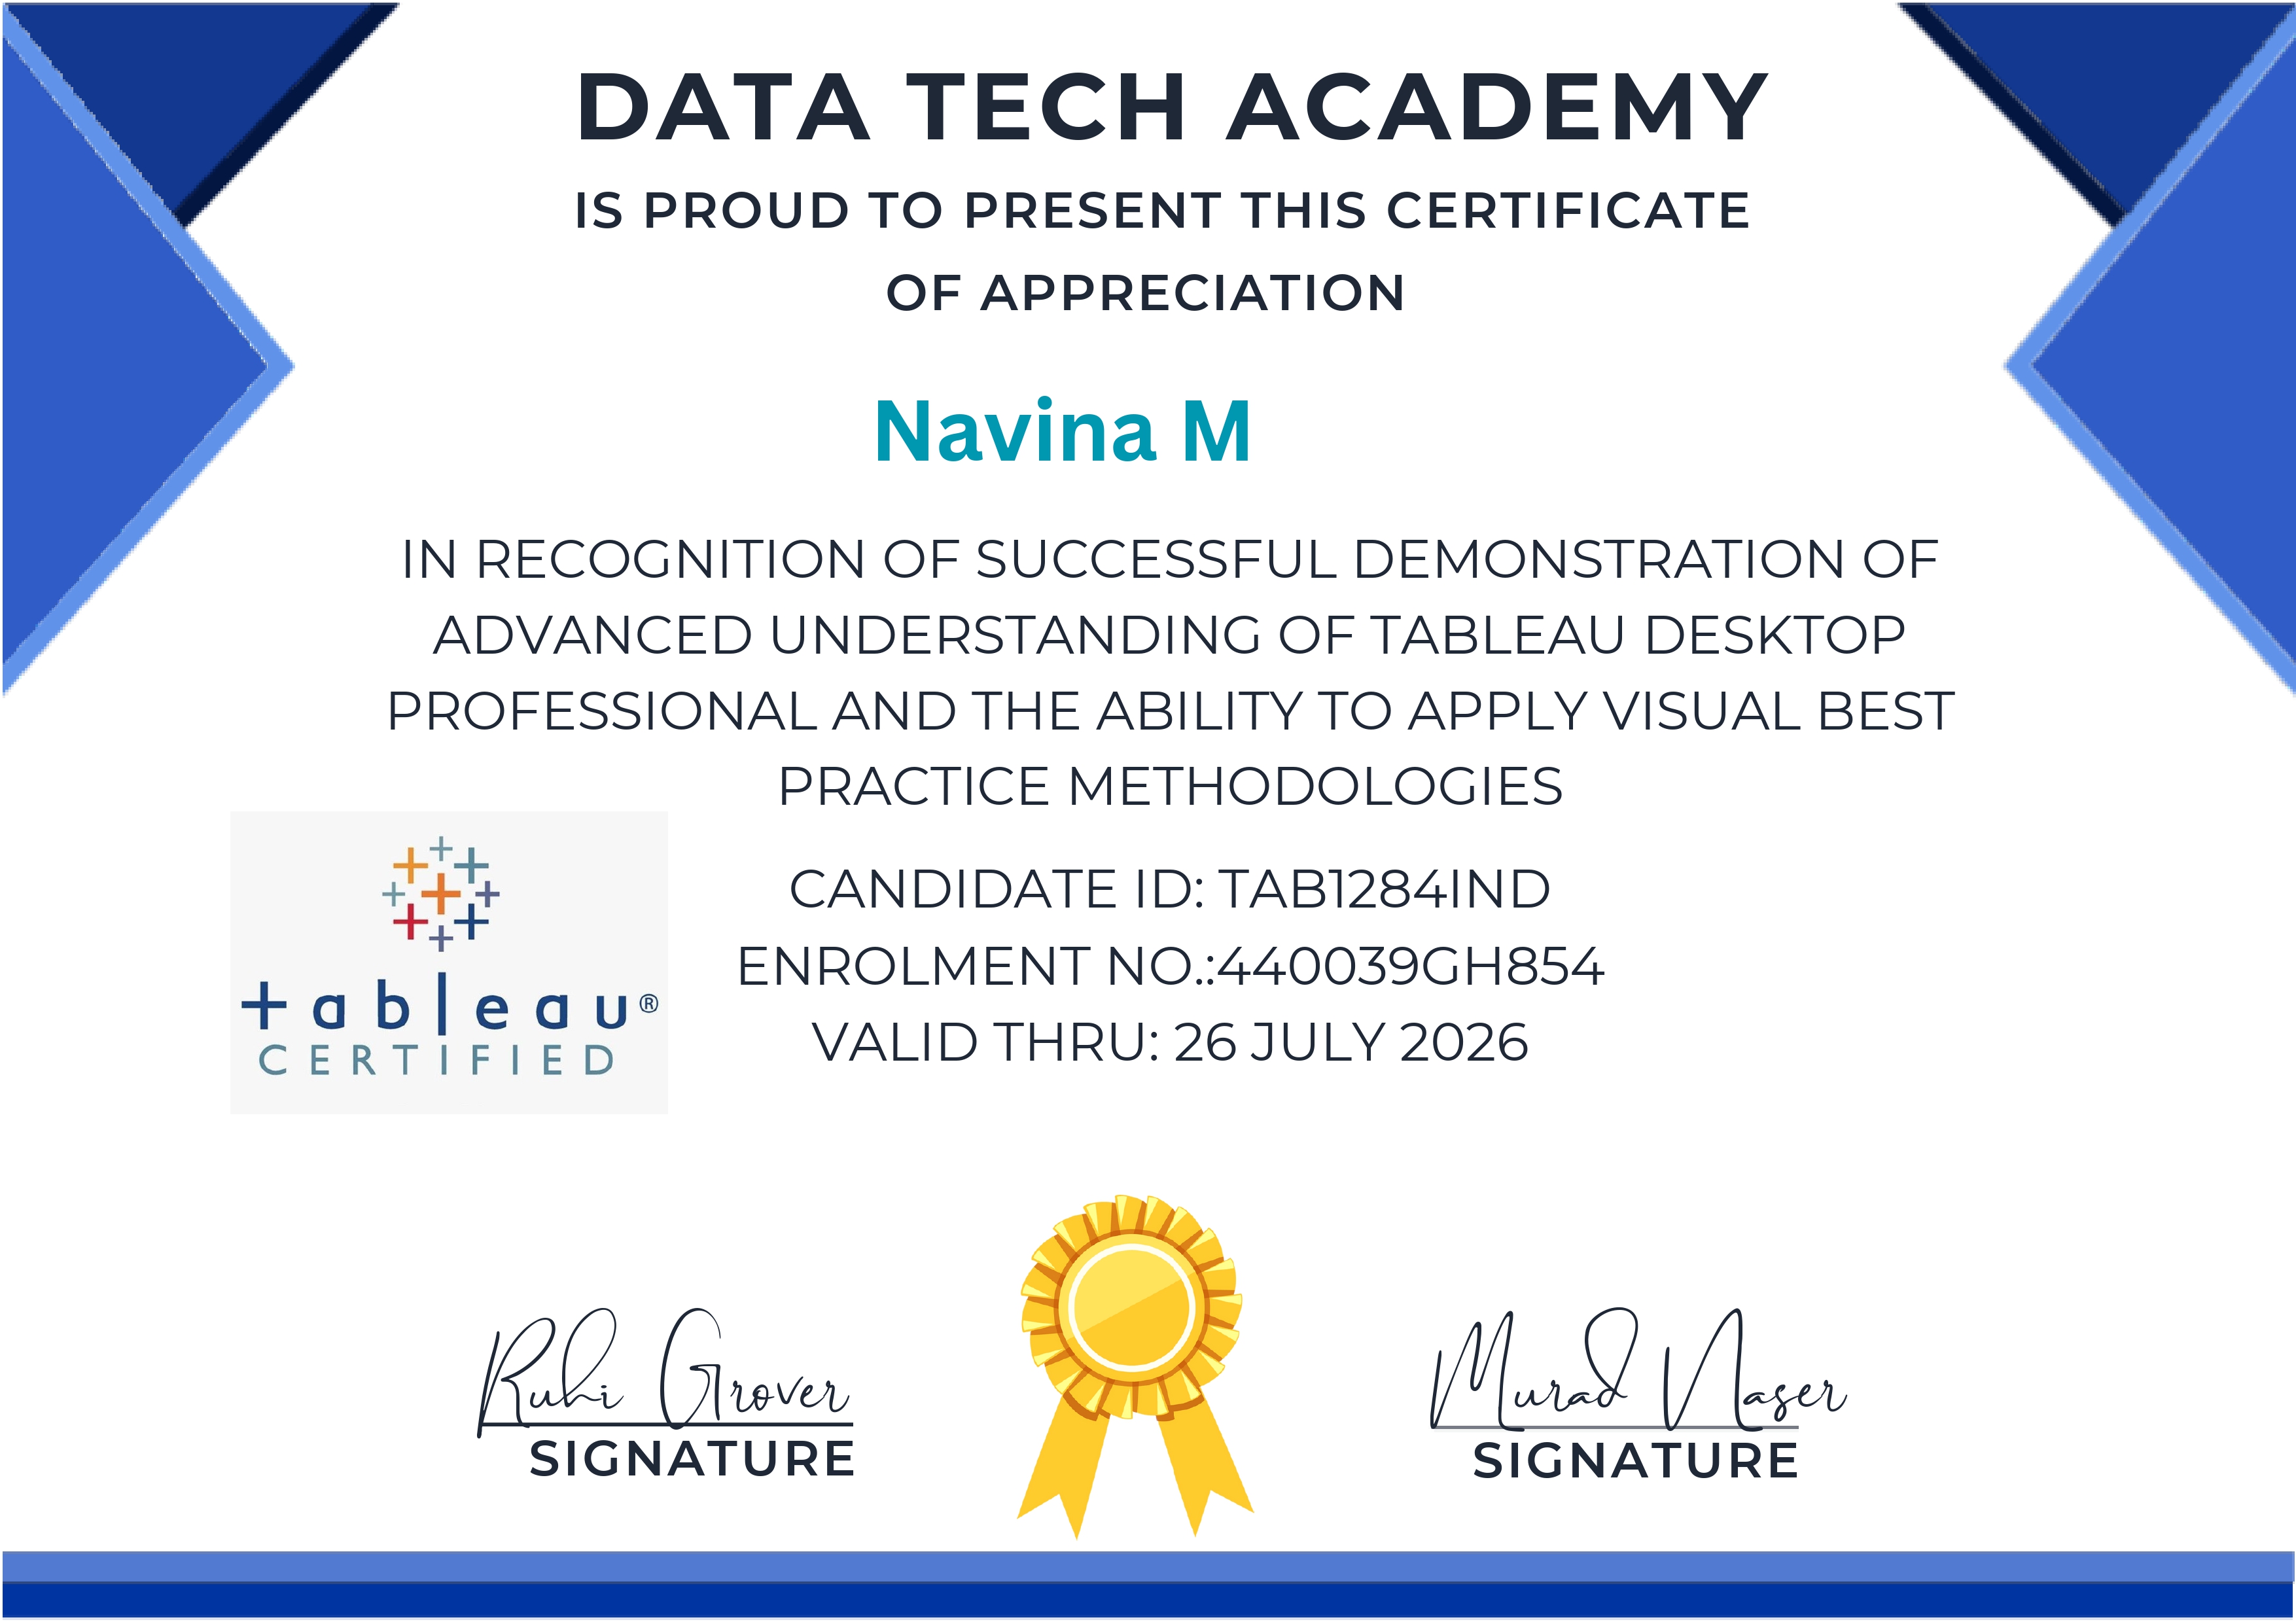 DATA TECH ACADEMY
IS PROUD TO PRESENT THIS CERTIFICATE
OF APPRECIATION
Navina M
IN RECOGNITION OF SUCCESSFUL DEMONSTRATION OF
ADVANCED UNDERSTANDING OF TABLEAU DESKTOP
PROFESSIONAL AND THE ABILITY TO APPLY VISUAL BEST
PRACTICE METHODOLOGIES
CANDIDATE ID: TAB1284IND
ENROLMENT NO.:440039GH854
VALID THRU: 26 JULY 2026
+ableau®
CERTIFIED
Ruhi Grover
SIGNATURE
Murad Naser
SIGNATURE